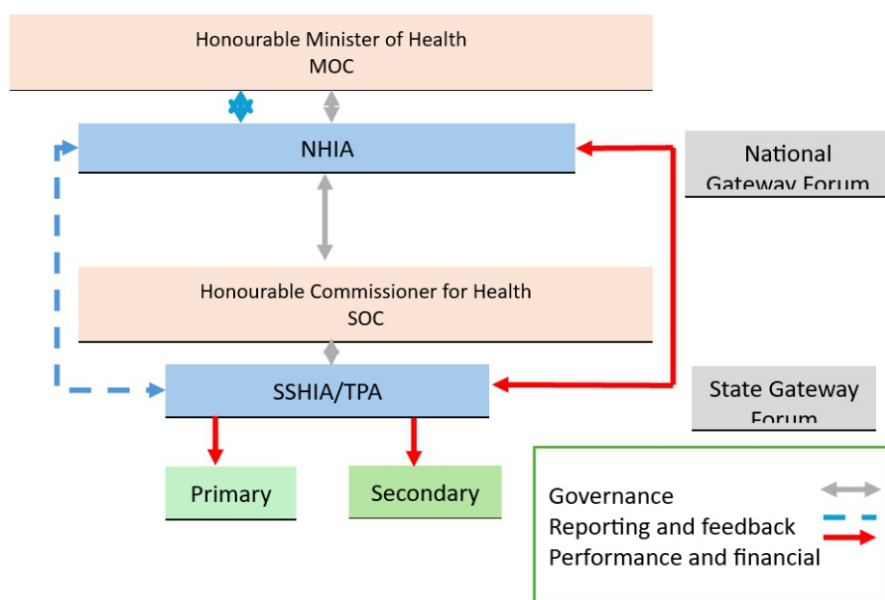 Honourable Minister of Health
MOC
NHIA
National
Gateway Forum
Honourable Commissioner for Health
SOC
SSHIA/TPA
State Gateway
Forum
Primary
Secondary
Governance
Reporting and feedback
Performance and financial